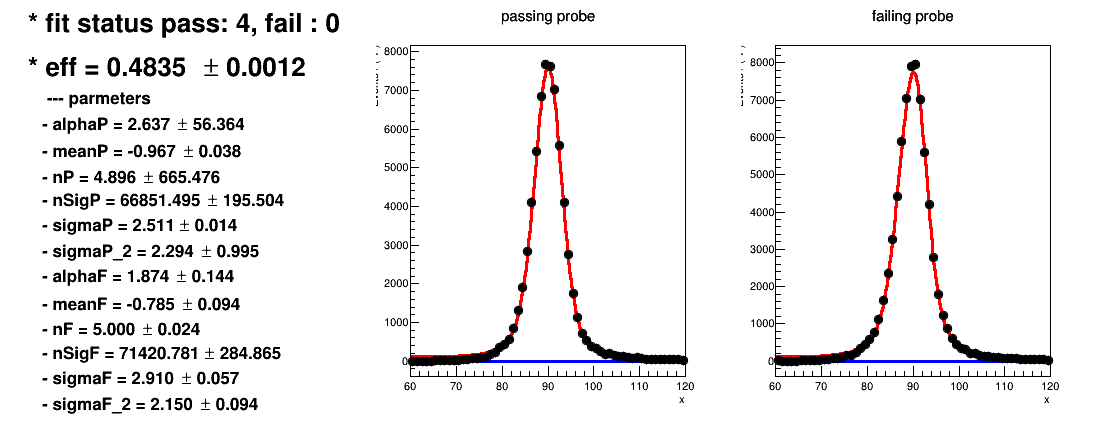 * fit status pass: 4, fail : 0
* eff = 0.4835 ± 0.0012
--- parmeters
- alphaP = 2.637 ± 56.364
- meanP = -0.967 ± 0.038
- nP = 4.896 ± 665.476
- nSigP = 66851.495 ± 195.504
- sigmaP = 2.511 ± 0.014
- sigmaP_2 = 2.294 ± 0.995
- alphaF = 1.874 ± 0.144
- meanF = -0.785 ± 0.094
- nF = 5.000 ± 0.024
- nSigF = 71420.781 ± 284.865
- sigmaF = 2.910 ± 0.057
- sigmaF_2 = 2.150 ± 0.094
passing probe
8000
7000
6000
5000
4000
3000
2000
1000
0
60 70 80 90 100 110 120
x
failing probe
8000
7000
6000
5000
4000
3000
2000
1000
0
60 70 80 90 100 110 120
x